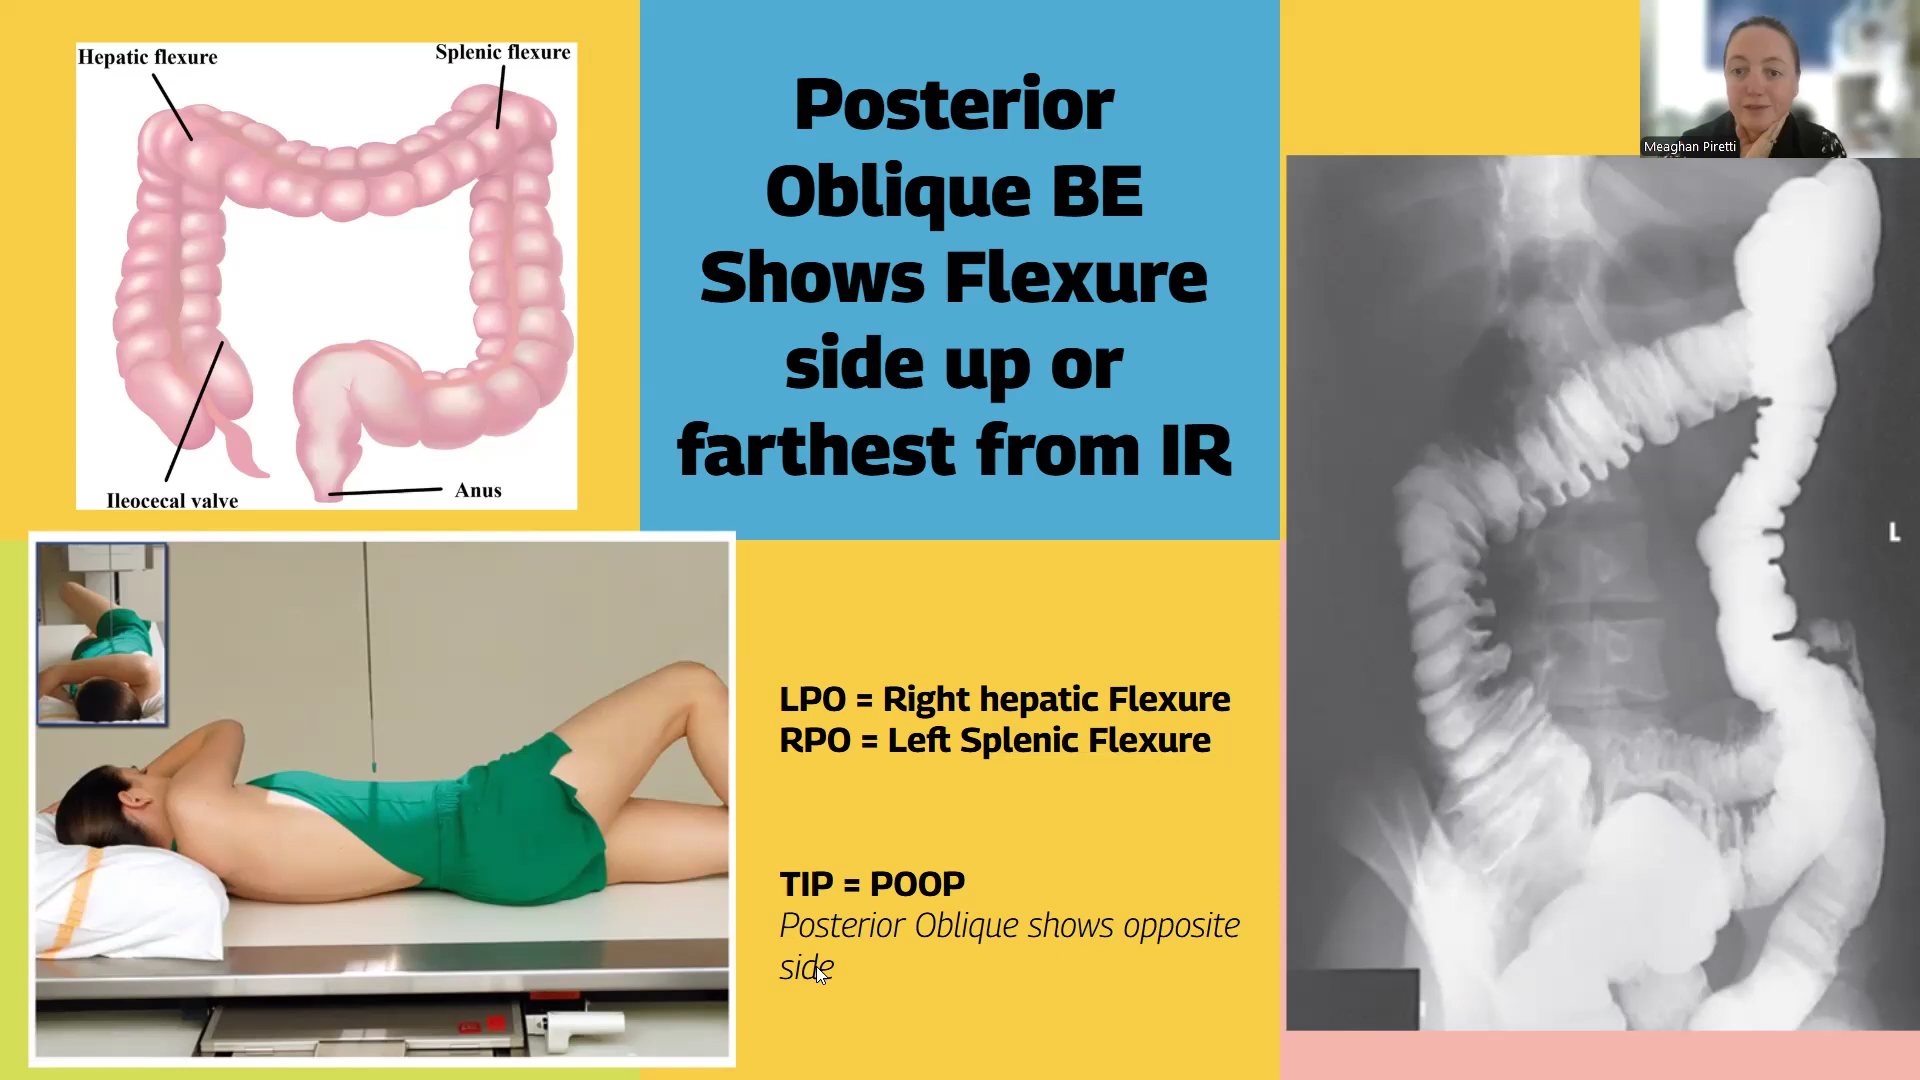 Hepatic flexure
Splenic flexure
Ileocecal valve
Anus
Posterior
Oblique BE
Shows Flexure
side up or
farthest from IR
Meaghan Piretti
L
LPO = Right hepatic Flexure
RPO = Left Splenic Flexure
TIP = POOP
Posterior Oblique shows opposite
side